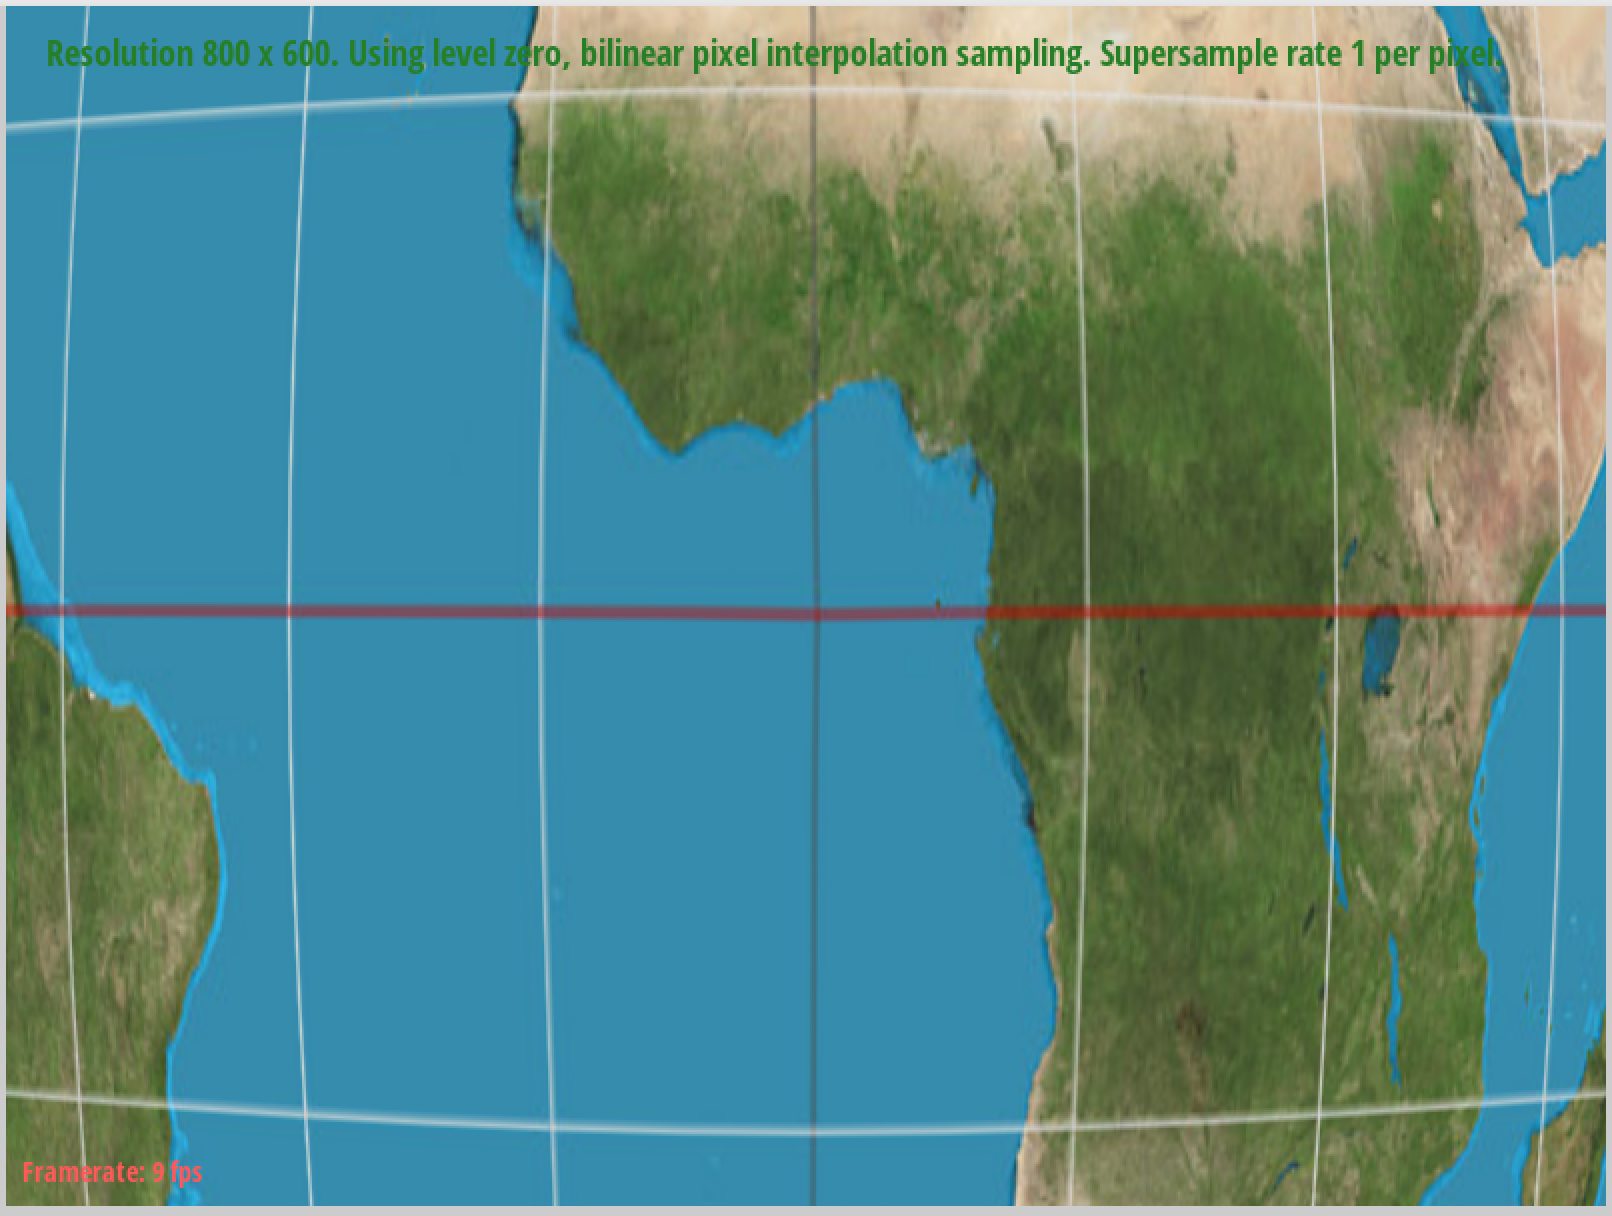 Resolution 800 x 600. Using level zero, bilinear pixel interpolation sampling. Supersample rate 1 per pixel.
Framerate: 9 fps